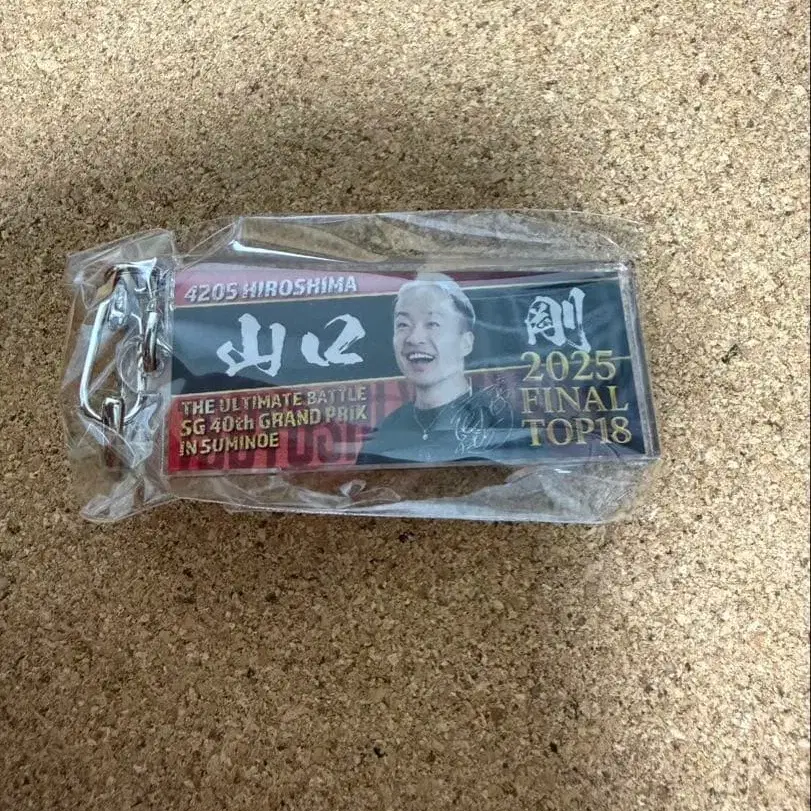 4205 HIROSHIMA
山口 剛
THE ULTIMATE BATTLE
SG 40th GRAND PRIX
IN SUMINOE
2025
FINAL
TOP18